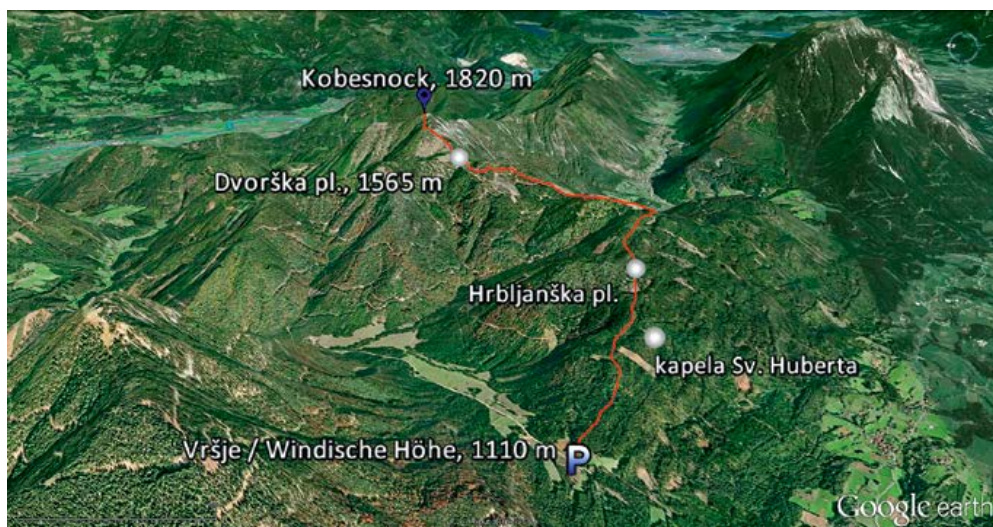 Kobesnock, 1820 m
Dvorška pl., 1565 m
Hrbljanška pl.
kapela Sv. Huberta
Vršje / Windische Höhe, 1110 m
P
Google earth